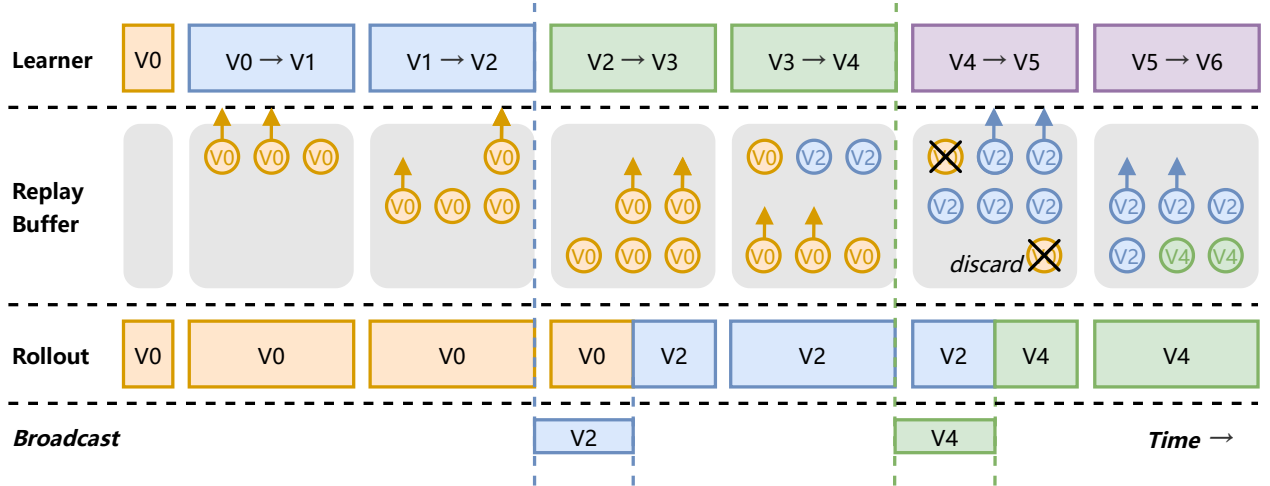 Learner V0 V0 → V1 V1 → V2 V2 → V3 V3 → V4 V4 → V5 V5 → V6
V0 V0 V0 V0 V0 V2 V2 V0 V2 V2
Replay Buffer
V0 V0 V0 V0 V0 V2 V2 V2 V2 V2 V2
V0 V0 V0 V0 V0 V0 discard V0 V2 V4 V4
Rollout V0 V0 V0 V0 V2 V2 V2 V4 V4
Broadcast V2 V4 Time →